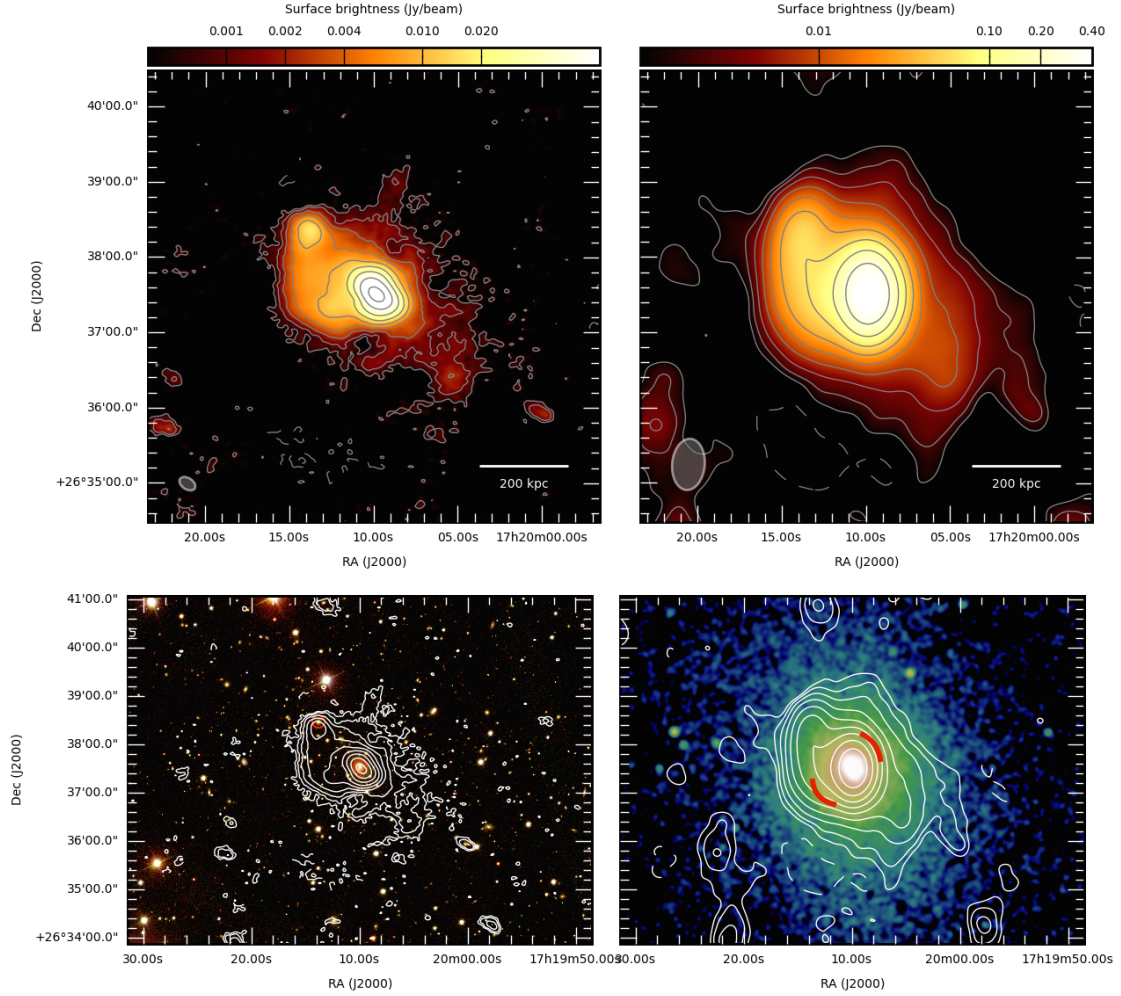 Surface brightness (Jy/beam)
0.001 0.002 0.004 0.010 0.020
40'00.0"
39'00.0"
38'00.0"
37'00.0"
36'00.0"
+26°35'00.0"
Dec (J2000)
200 kpc
20.00s 15.00s 10.00s 05.00s 17h20m00.00s
RA (J2000)
Surface brightness (Jy/beam)
0.01 0.10 0.20 0.40
200 kpc
20.00s 15.00s 10.00s 05.00s 17h20m00.00s
RA (J2000)
41'00.0"
40'00.0"
39'00.0"
38'00.0"
37'00.0"
36'00.0"
35'00.0"
+26°34'00.0"
Dec (J2000)
30.00s 20.00s 10.00s 20m00.00s 17h19m50.00s
RA (J2000)
30.00s 20.00s 10.00s 20m00.00s 17h19m50.00s
RA (J2000)